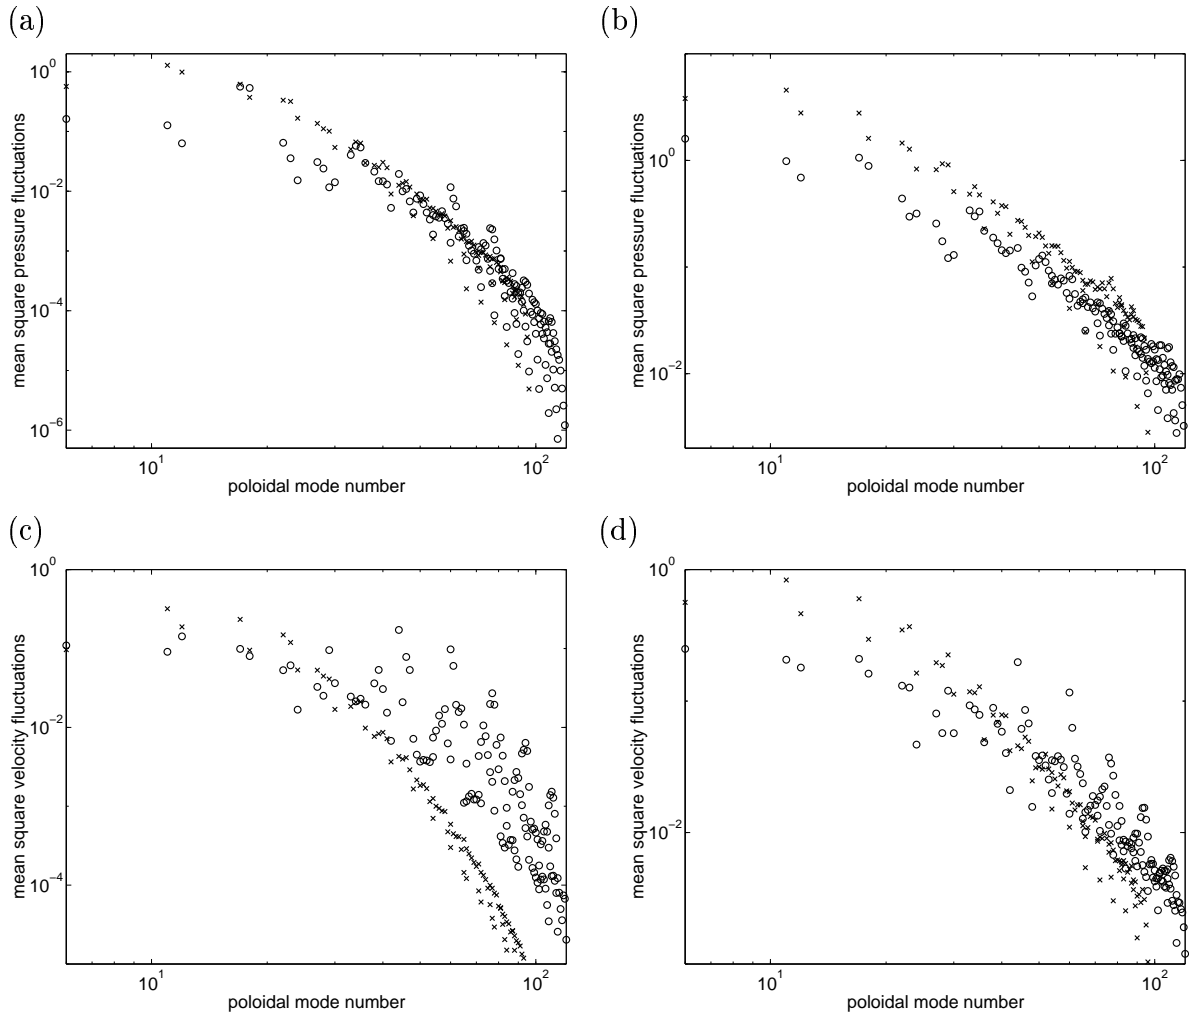 (a)
(b)
10^0
10^-2
10^-4
10^-6
mean square pressure fluctuations
10^1
10^2
poloidal mode number
10^0
10^-2
mean square pressure fluctuations
10^1
10^2
poloidal mode number
(c)
(d)
10^0
10^-2
10^-4
mean square velocity fluctuations
10^1
10^2
poloidal mode number
10^0
10^-2
mean square velocity fluctuations
10^1
10^2
poloidal mode number